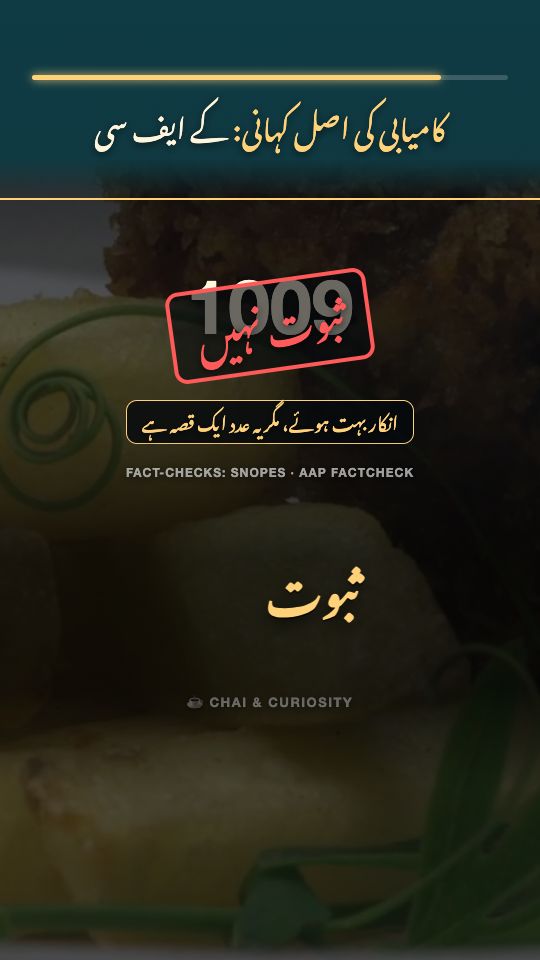 کامیابی کی اصل کہانی: کے ایف سی
1009
ثبوت نہیں
انکار بہت ہوئے، مگر یہ عدد ایک قصہ ہے
FACT-CHECKS: SNOPES · AAP FACTCHECK
ثبوت
CHAI & CURIOSITY